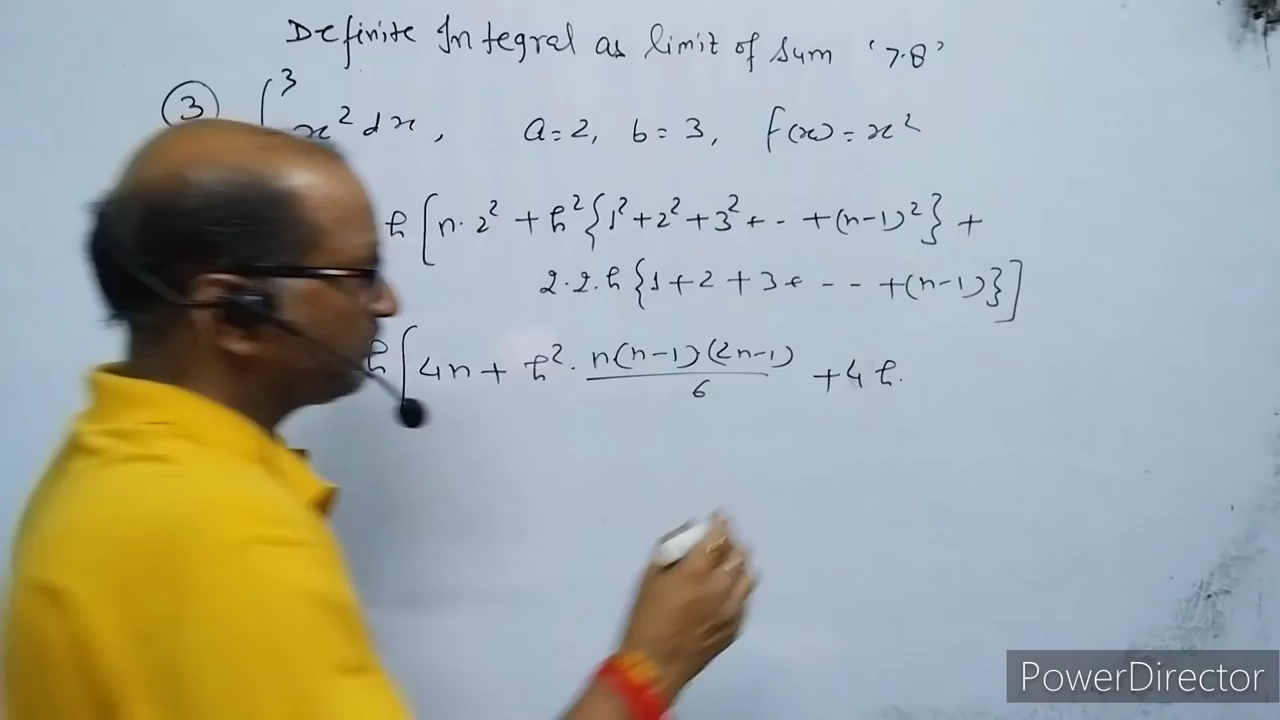 Definite Integral as limit of Sum '7.8'
③ ∫³ x² dx, a=2, b=3, f(x)=x²
h[n·2² + h²{1²+2²+3²+-- +(n-1)²} +
2·2·h{1+2+3+ -- -- +(n-1)}]
h[4n + h²· n(n-1)(2n-1)/6 +4h·
PowerDirector